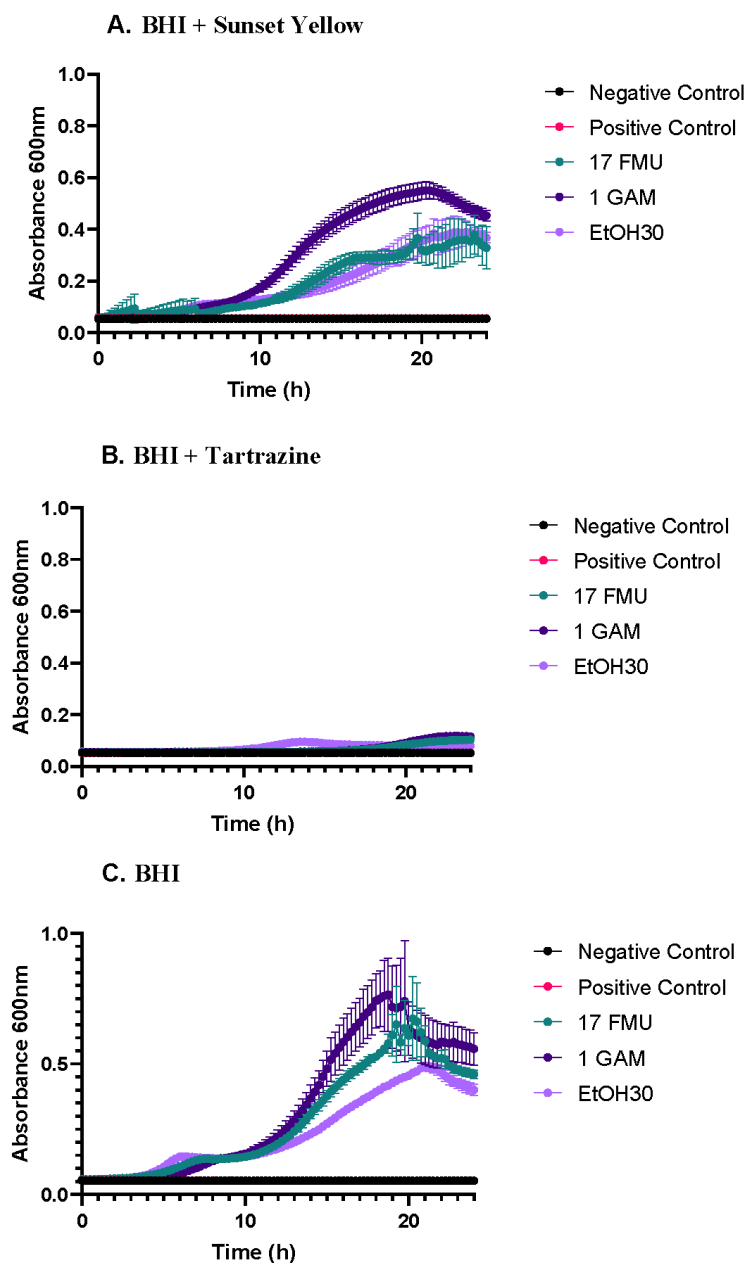 A. BHI + Sunset Yellow
1.0
0.8
0.6
0.4
0.2
0.0
Absorbance 600nm
0 10 20
Time (h)
Negative Control
Positive Control
17 FMU
1 GAM
EtOH30
B. BHI + Tartrazine
1.0
0.8
0.6
0.4
0.2
0.0
Absorbance 600nm
0 10 20
Time (h)
Negative Control
Positive Control
17 FMU
1 GAM
EtOH30
C. BHI
1.0
0.5
0.0
Absorbance 600nm
0 10 20
Time (h)
Negative Control
Positive Control
17 FMU
1 GAM
EtOH30